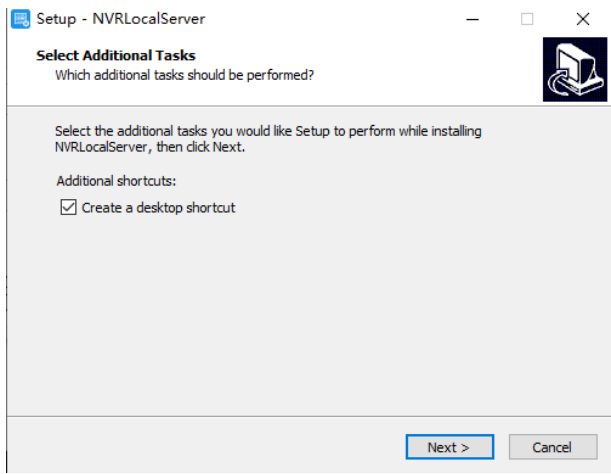 Setup - NVRLocalServer
Select Additional Tasks
Which additional tasks should be performed?
Select the additional tasks you would like Setup to perform while installing
NVRLocalServer, then click Next.
Additional shortcuts:
Create a desktop shortcut
Next >
Cancel